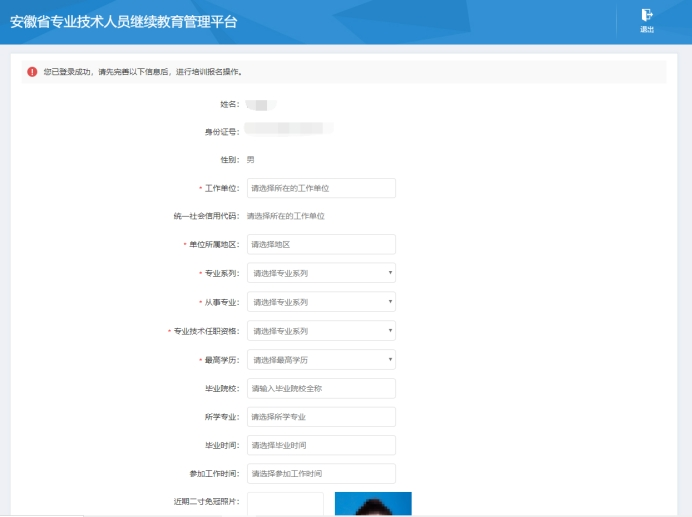 安徽省专业技术人员继续教育管理平台
退出
您已登录成功，请先完善以下信息后，进行培训报名操作。
姓名：
身份证号：
性别： 男
* 工作单位： 请选择所在的工作单位
统一社会信用代码： 请选择所在的工作单位
* 单位所属地区： 请选择地区
* 专业系列： 请选择专业系列
* 从事专业： 请选择专业系列
* 专业技术任职资格： 请选择专业系列
* 最高学历： 请选择最高学历
毕业院校： 请输入毕业院校全称
所学专业： 请选择所学专业
毕业时间： 请选择毕业时间
参加工作时间： 请选择参加工作时间
近期二寸免冠照片：